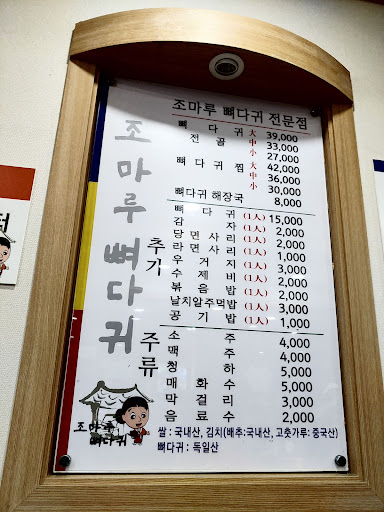 조마루 뼈다귀 전문점
조마루뼈다귀
뼈다귀 전골 大 39,000
中 33,000
小 27,000
뼈다귀찜 大 42,000
中 36,000
小 30,000
뼈다귀 해장국 8,000
추가
뼈다귀(1人) 15,000
감자 2,000
당면사리 2,000
라면사리 1,000
우거지(1人) 3,000
수제비(1人) 2,000
볶음밥(1人) 2,000
날치알주먹밥(1人) 3,000
공기밥(1人) 1,000
주류
소주 4,000
맥주 4,000
청하 5,000
매화수 5,000
막걸리 3,000
음료수 2,000
조마루
뼈다귀
쌀 : 국내산, 김치(배추:국내산, 고춧가루: 중국산)
뼈다귀 : 독일산